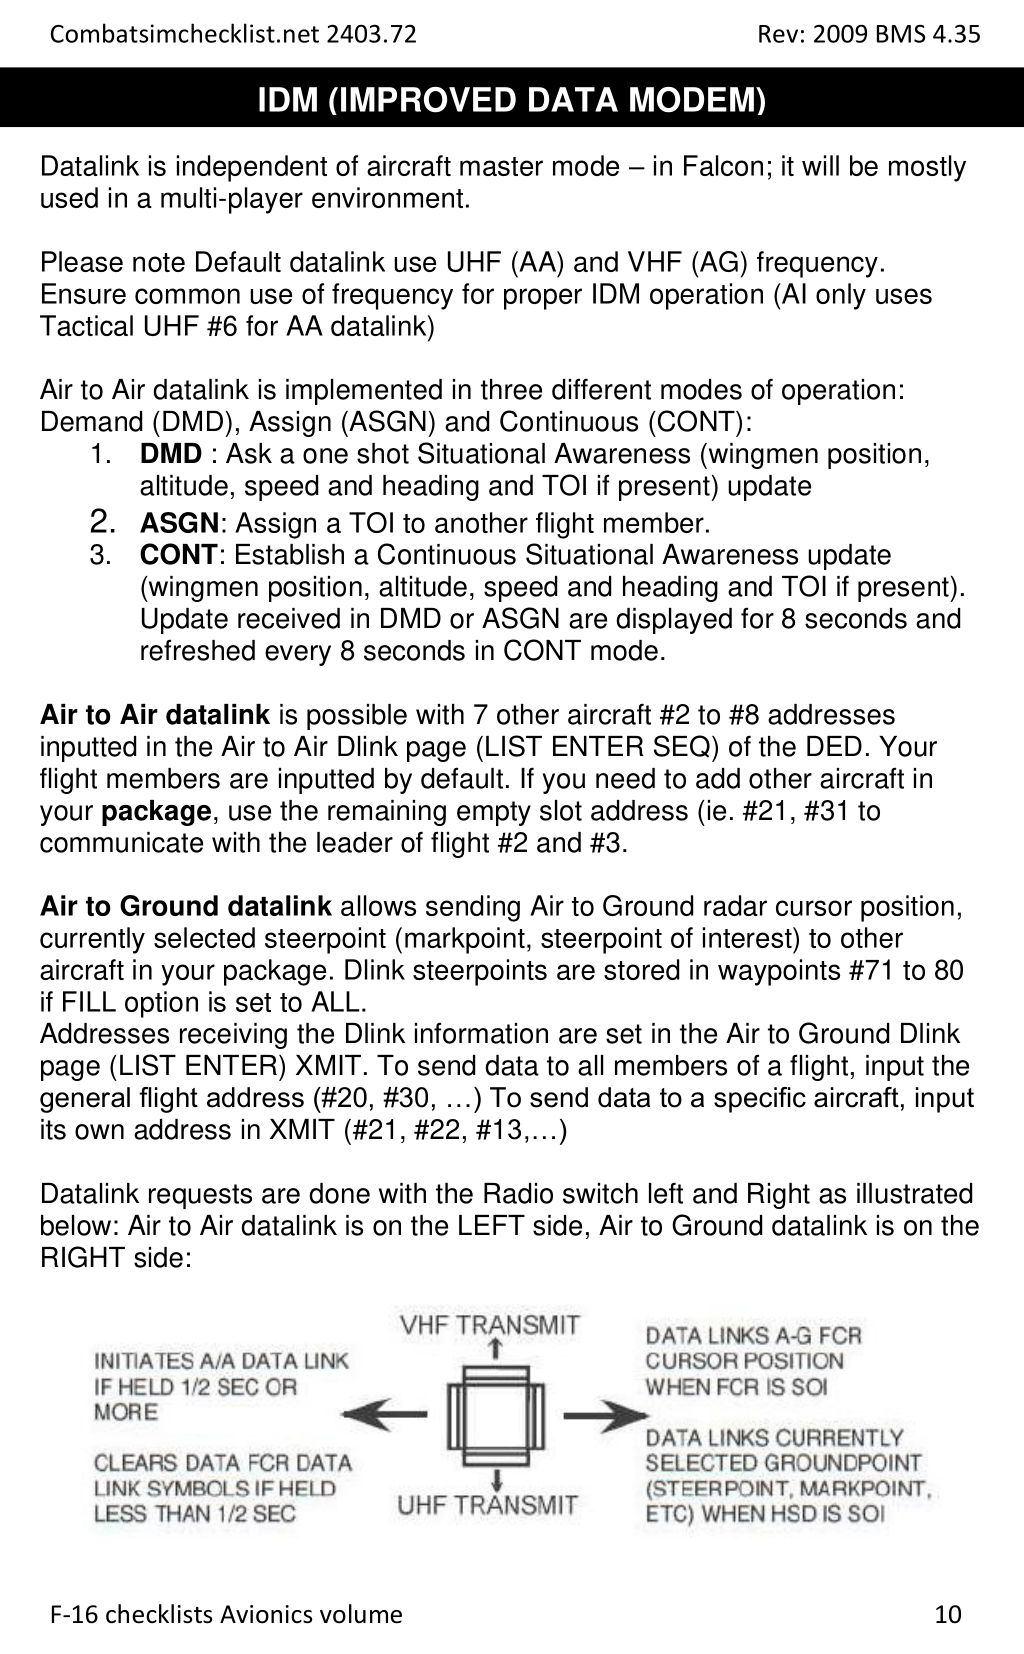 Combatsimchecklist.net 2403.72 Rev: 2009 BMS 4.35
IDM (IMPROVED DATA MODEM)
Datalink is independent of aircraft master mode – in Falcon; it will be mostly
used in a multi-player environment.
Please note Default datalink use UHF (AA) and VHF (AG) frequency.
Ensure common use of frequency for proper IDM operation (AI only uses
Tactical UHF #6 for AA datalink)
Air to Air datalink is implemented in three different modes of operation:
Demand (DMD), Assign (ASGN) and Continuous (CONT):
1. DMD : Ask a one shot Situational Awareness (wingmen position,
altitude, speed and heading and TOI if present) update
2. ASGN: Assign a TOI to another flight member.
3. CONT: Establish a Continuous Situational Awareness update
(wingmen position, altitude, speed and heading and TOI if present).
Update received in DMD or ASGN are displayed for 8 seconds and
refreshed every 8 seconds in CONT mode.
Air to Air datalink is possible with 7 other aircraft #2 to #8 addresses
inputted in the Air to Air Dlink page (LIST ENTER SEQ) of the DED. Your
flight members are inputted by default. If you need to add other aircraft in
your package, use the remaining empty slot address (ie. #21, #31 to
communicate with the leader of flight #2 and #3.
Air to Ground datalink allows sending Air to Ground radar cursor position,
currently selected steerpoint (markpoint, steerpoint of interest) to other
aircraft in your package. Dlink steerpoints are stored in waypoints #71 to 80
if FILL option is set to ALL.
Addresses receiving the Dlink information are set in the Air to Ground Dlink
page (LIST ENTER) XMIT. To send data to all members of a flight, input the
general flight address (#20, #30, …) To send data to a specific aircraft, input
its own address in XMIT (#21, #22, #13,…)
Datalink requests are done with the Radio switch left and Right as illustrated
below: Air to Air datalink is on the LEFT side, Air to Ground datalink is on the
RIGHT side:
VHF TRANSMIT
INITIATES A/A DATA LINK
IF HELD 1/2 SEC OR
MORE
CLEARS DATA FCR DATA
LINK SYMBOLS IF HELD
LESS THAN 1/2 SEC
UHF TRANSMIT
DATA LINKS A-G FCR
CURSOR POSITION
WHEN FCR IS SOI
DATA LINKS CURRENTLY
SELECTED GROUNDPOINT
(STEERPOINT, MARKPOINT,
ETC) WHEN HSD IS SOI
F-16 checklists Avionics volume 10